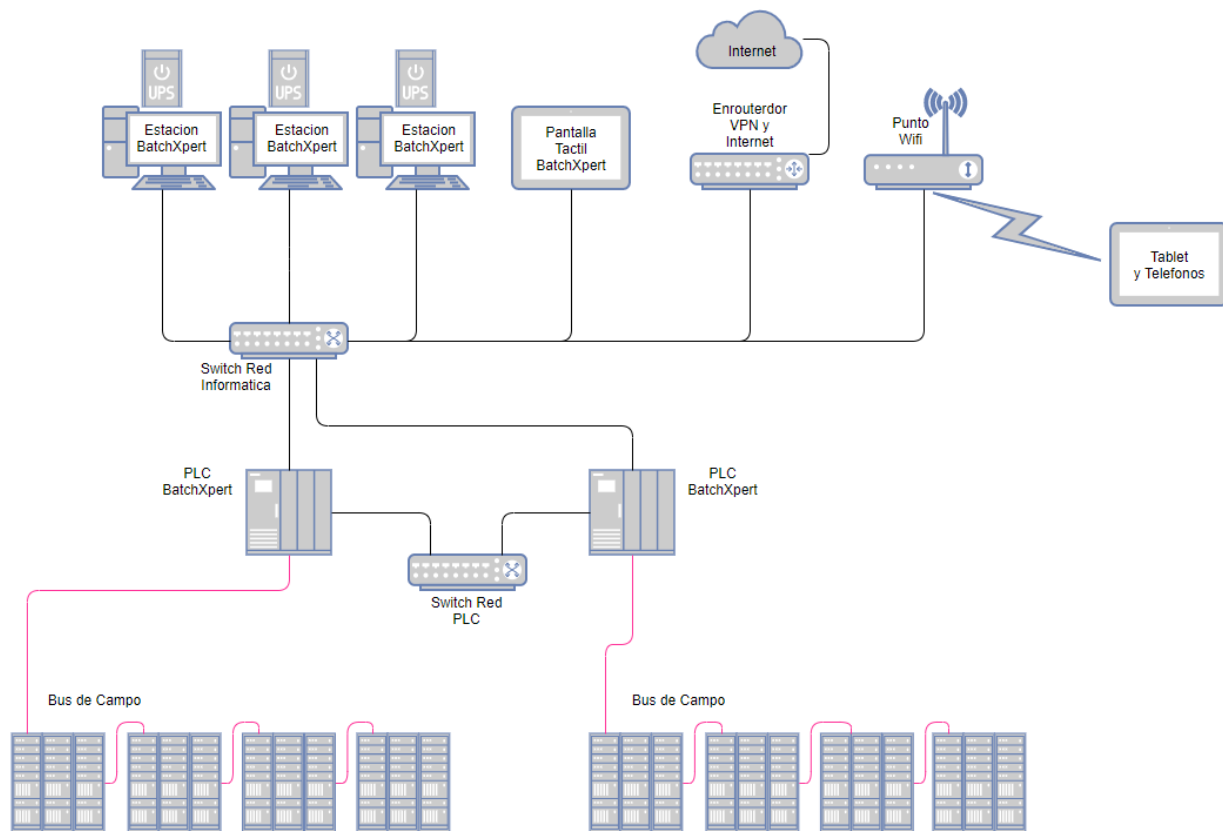 Internet
UPS
UPS
UPS
Estacion
BatchXpert
Estacion
BatchXpert
Estacion
BatchXpert
Pantalla
Tactil
BatchXpert
Enrouterdor
VPN y
Internet
Punto
Wifi
Tablet
y Telefonos
Switch Red
Informatica
PLC
BatchXpert
PLC
BatchXpert
Switch Red
PLC
Bus de Campo
Bus de Campo